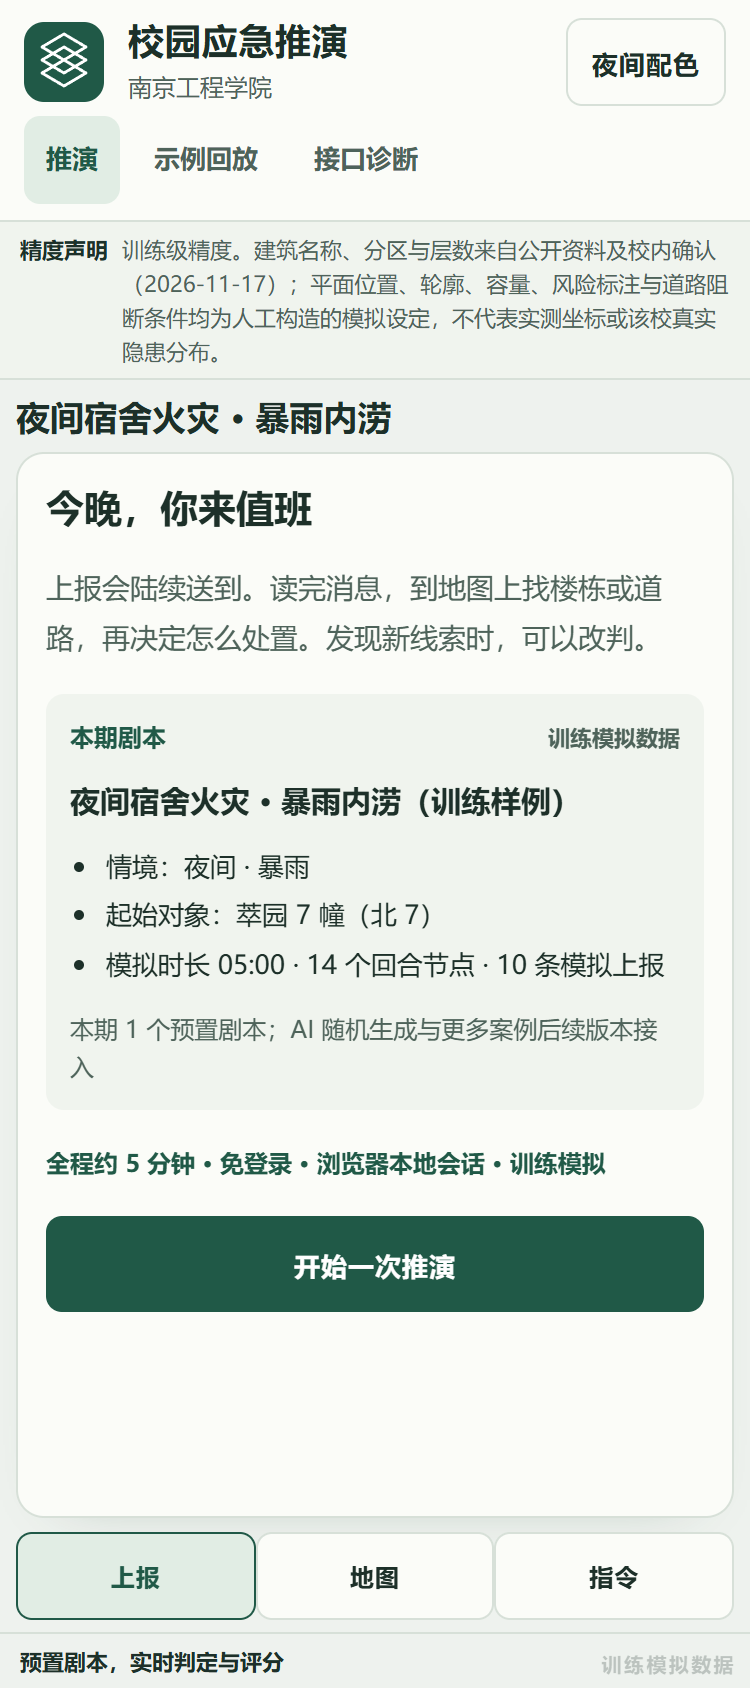 校园应急推演
南京工程学院
夜间配色
推演
示例回放
接口诊断
精度声明
训练级精度。建筑名称、分区与层数来自公开资料及校内确认
（2026-11-17）；平面位置、轮廓、容量、风险标注与道路阻
断条件均为人工构造的模拟设定，不代表实测坐标或该校真实
隐患分布。
夜间宿舍火灾·暴雨内涝
今晚，你来值班
上报会陆续送到。读完消息，到地图上找楼栋或道
路，再决定怎么处置。发现新线索时，可以改判。
本期剧本
训练模拟数据
夜间宿舍火灾·暴雨内涝（训练样例）
• 情境：夜间 · 暴雨
• 起始对象：萃园 7 幢（北 7）
• 模拟时长 05:00 · 14 个回合节点 · 10 条模拟上报
本期 1 个预置剧本；AI 随机生成与更多案例后续版本接
入
全程约 5 分钟 • 免登录 • 浏览器本地会话 • 训练模拟
开始一次推演
上报
地图
指令
预置剧本，实时判定与评分
训练模拟数据